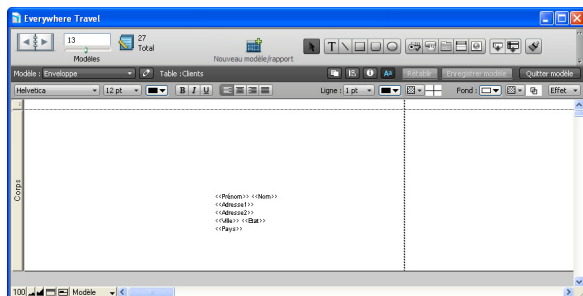 Everywhere Travel
13
27
Total
Modèles
Nouveau modèle/rapport
T
Modèle : Enveloppe
Table :Clients
Aa
Rétablir
Enregistrer modèle
Quitter modèle
Helvetica
12 pt
B I U
Ligne : 1 pt
Fond :
Effet
Corps
<<Prénom>> <<Nom>>
<<Adresse1>>
<<Adresse2>>
<<Ville>> <<Etat>>
<<Pays>>
100
Modèle